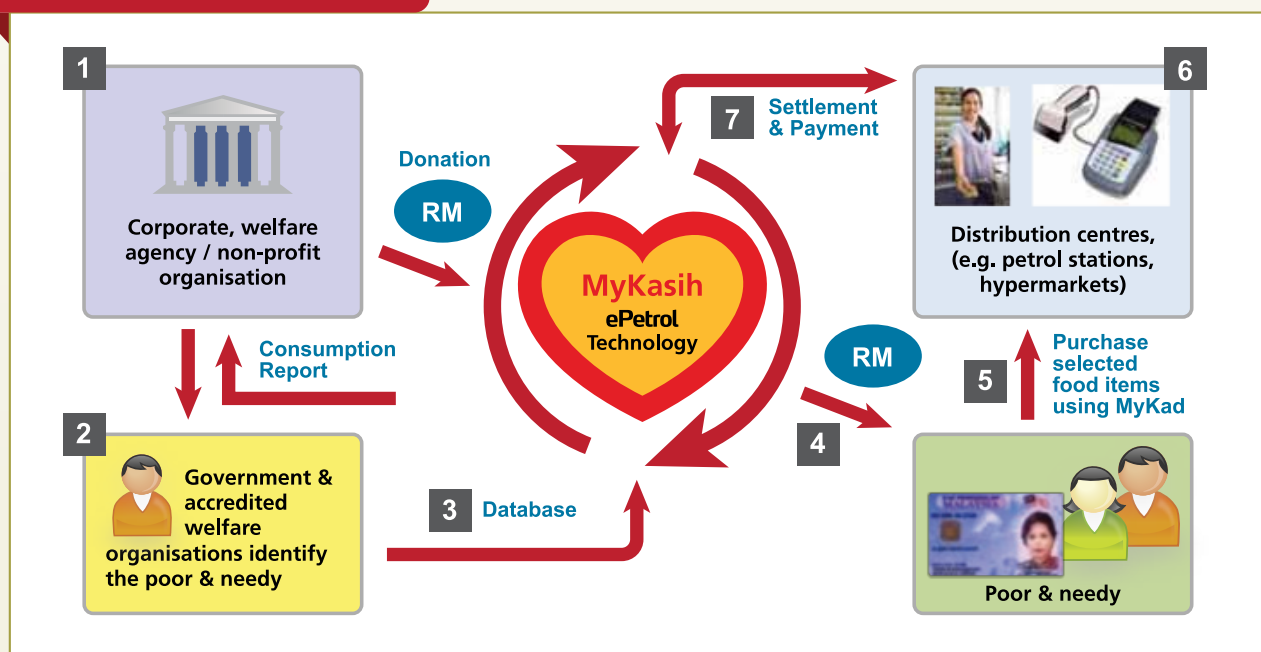 1
Corporate, welfare
agency / non-profit
organisation
Donation
RM
7
Settlement
& Payment
6
Distribution centres,
(e.g. petrol stations,
hypermarkets)
MyKasih
ePetrol
Technology
Consumption
Report
2
Government &
accredited
welfare
organisations identify
the poor & needy
3
Database
RM
4
5
Purchase
selected
food items
using MyKad
MALAYSIA
Poor & needy